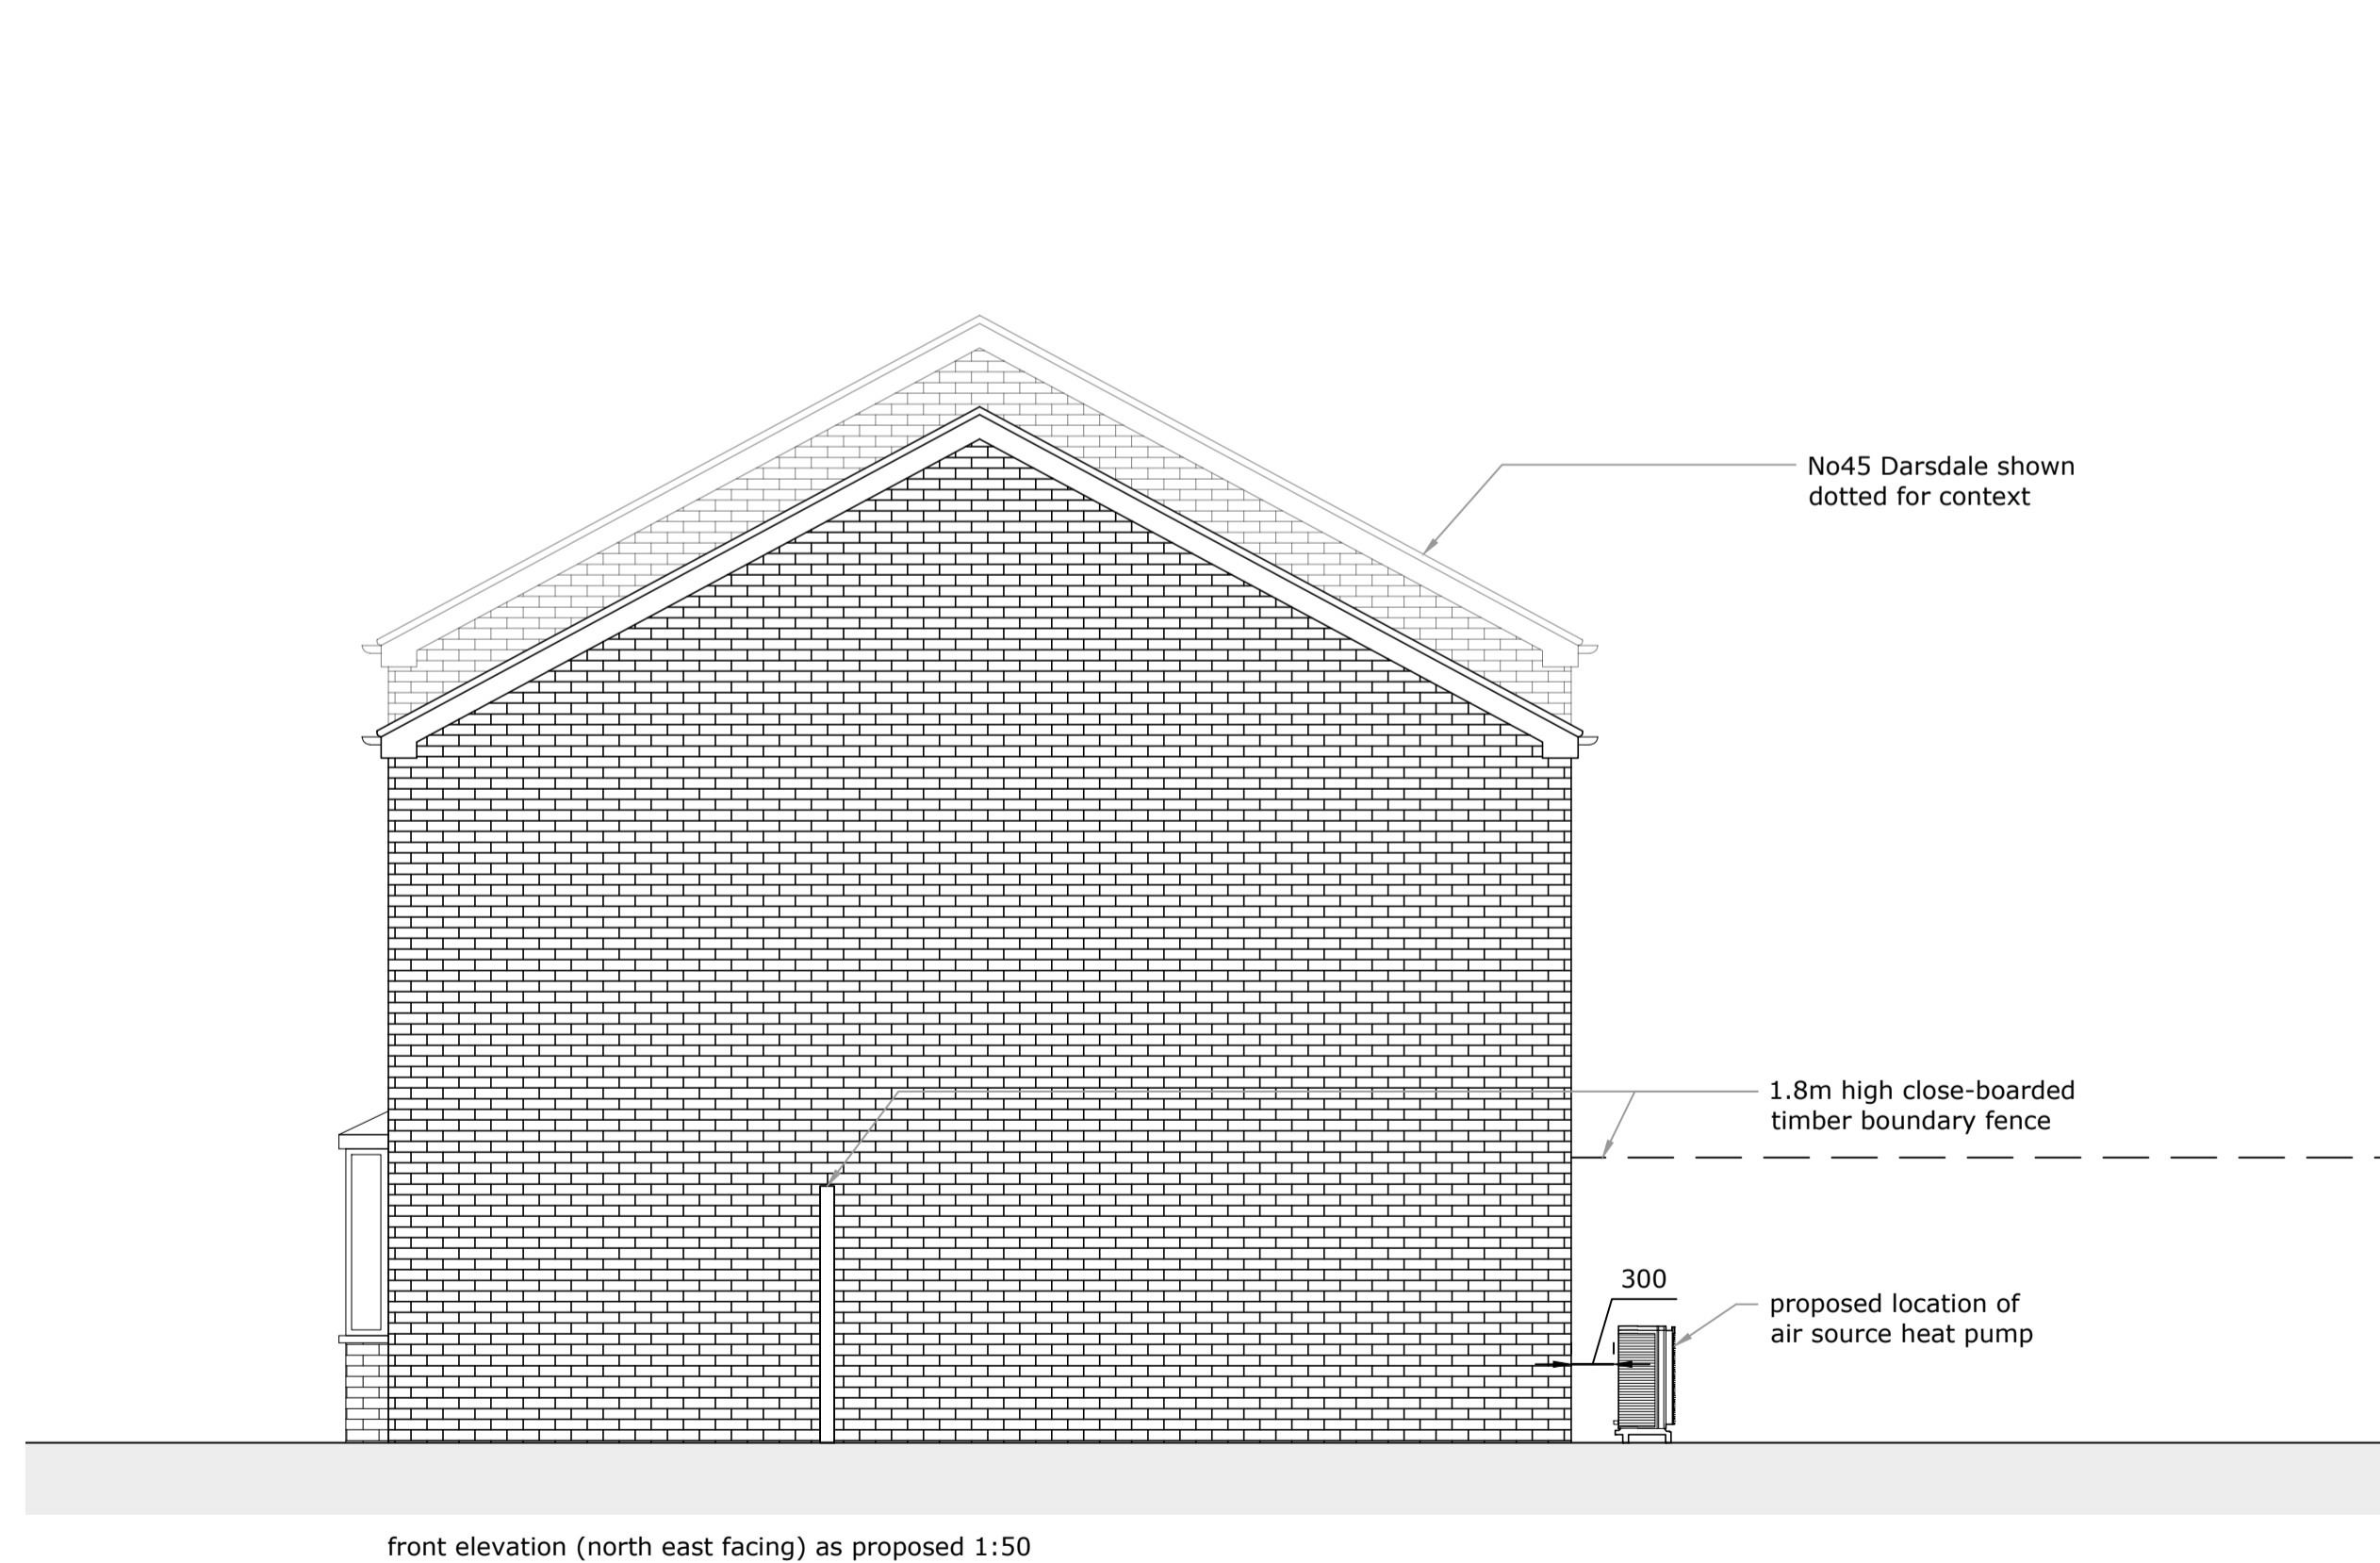 No45 Darsdale shown
dotted for context
1.8m high close-boarded
timber boundary fence
300
proposed location of
air source heat pump
front elevation (north east facing) as proposed 1:50